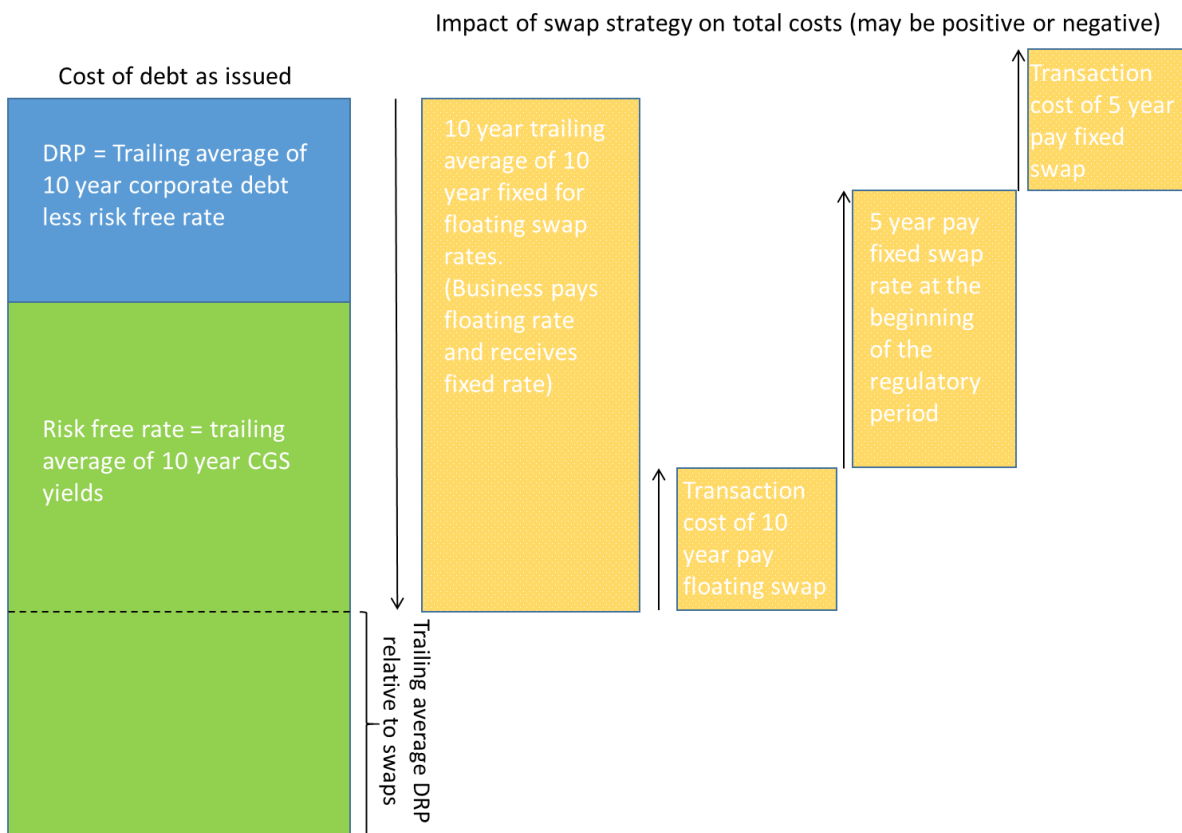 Impact of swap strategy on total costs (may be positive or negative)
Cost of debt as issued
DRP = Trailing average of
10 year corporate debt
less risk free rate
Risk free rate = trailing
average of 10 year CGS
yields
Trailing average DRP
relative to swaps
10 year trailing
average of 10
year fixed for
floating swap
rates.
(Business pays
floating rate
and receives
fixed rate)
Transaction
cost of 10
year pay
floating swap
5 year pay
fixed swap
rate at the
beginning
of the
regulatory
period
Transaction
cost of 5 year
pay fixed
swap